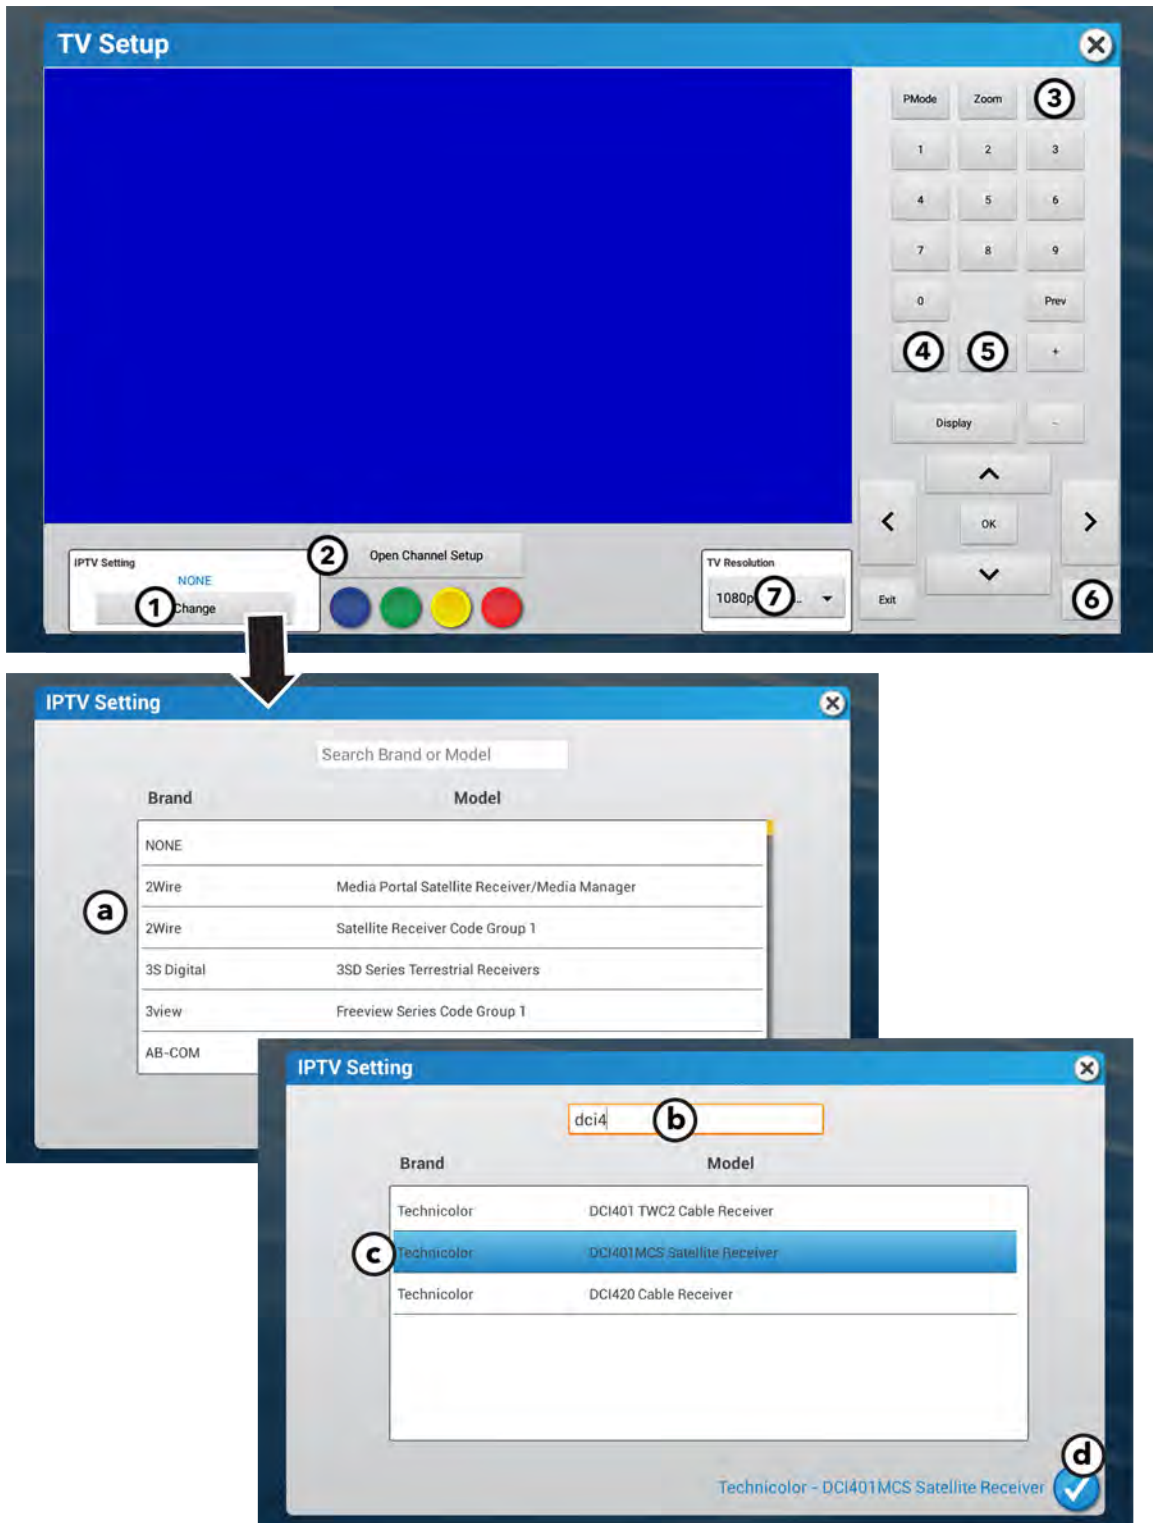 TV Setup
PMode Zoom 3
1 2 3
4 5 6
7 8 9
0 Prev
4 5 +
Display -
OK
Exit 6
IPTV Setting
NONE
1 Change
2 Open Channel Setup
TV Resolution
1080p 7 ...
IPTV Setting
Search Brand or Model
Brand Model
NONE
2Wire Media Portal Satellite Receiver/Media Manager
a
2Wire Satellite Receiver Code Group 1
3S Digital 3SD Series Terrestrial Receivers
3view Freeview Series Code Group 1
AB-COM
IPTV Setting
dci4 b
Brand Model
Technicolor DCI401 TWC2 Cable Receiver
c Technicolor DCI401MCS Satellite Receiver
Technicolor DCI420 Cable Receiver
d
Technicolor - DCI401MCS Satellite Receiver